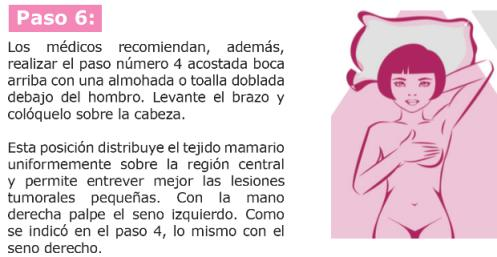 Paso 6:
Los médicos recomiendan, además,
realizar el paso número 4 acostada boca
arriba con una almohada o toalla doblada
debajo del hombro. Levante el brazo y
colóquelo sobre la cabeza.
Esta posición distribuye el tejido mamario
uniformemente sobre la región central
y permite entrever mejor las lesiones
tumorales pequeñas. Con la mano
derecha palpe el seno izquierdo. Como
se indicó en el paso 4, lo mismo con el
seno derecho.